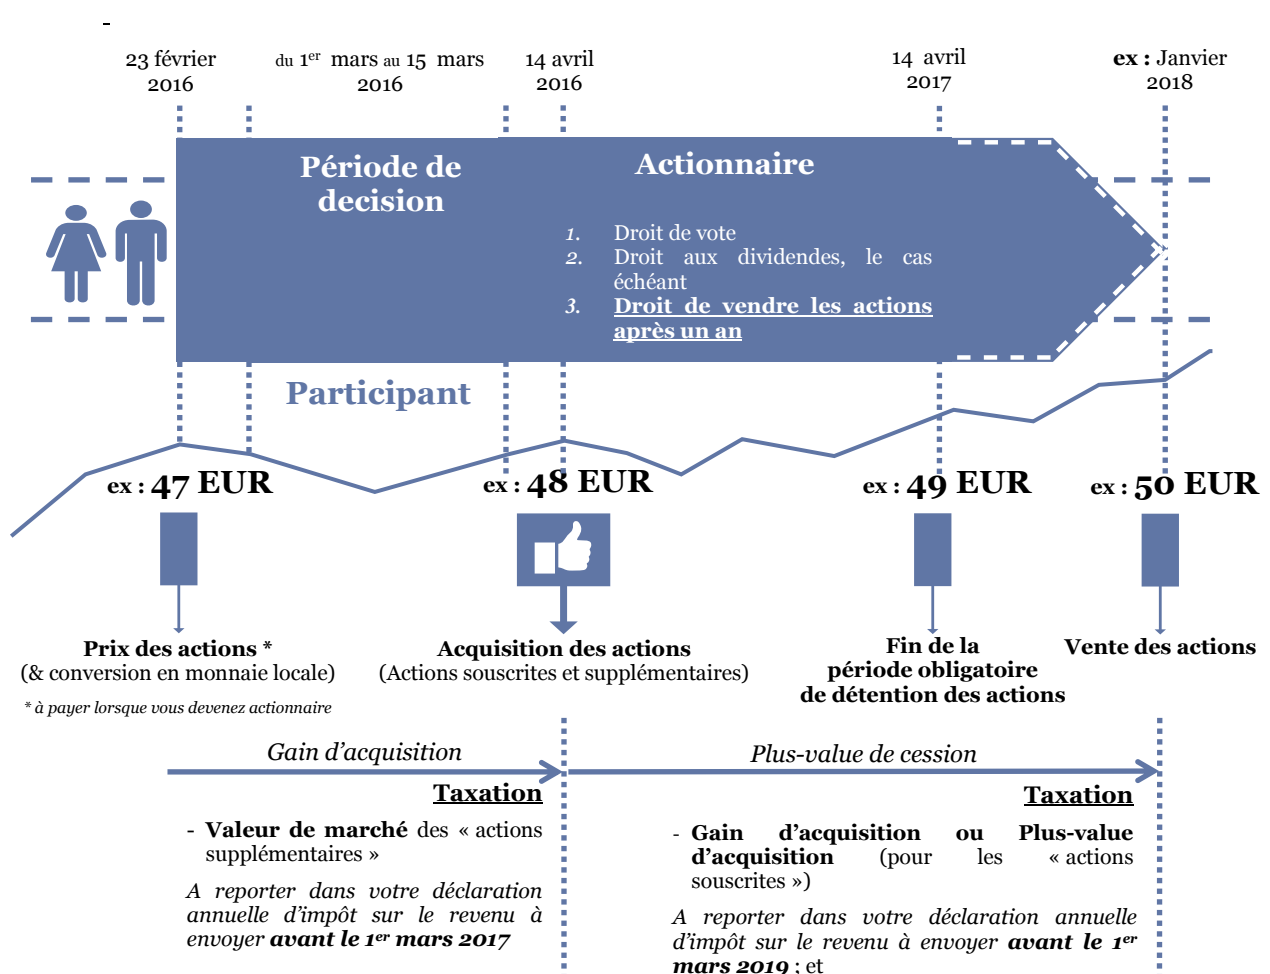 23 février
2016
du 1er mars au 15 mars
2016
14 avril
2016
14 avril
2017
ex : Janvier
2018
Période de
decision
Actionnaire
1. Droit de vote
2. Droit aux dividendes, le cas
échéant
3. Droit de vendre les actions
après un an
Participant
ex : 47 EUR
ex : 48 EUR
ex : 49 EUR
ex : 50 EUR
Prix des actions *
(& conversion en monnaie locale)
* à payer lorsque vous devenez actionnaire
Acquisition des actions
(Actions souscrites et supplémentaires)
Fin de la
période obligatoire
de détention des actions
Vente des actions
Gain d’acquisition
Taxation
- Valeur de marché des « actions
supplémentaires »
A reporter dans votre déclaration
annuelle d’impôt sur le revenu à
envoyer avant le 1er mars 2017
Plus-value de cession
Taxation
- Gain d’acquisition ou Plus-value
d’acquisition (pour les « actions
souscrites »)
A reporter dans votre déclaration annuelle
d’impôt sur le revenu à envoyer avant le 1er
mars 2019 ; et